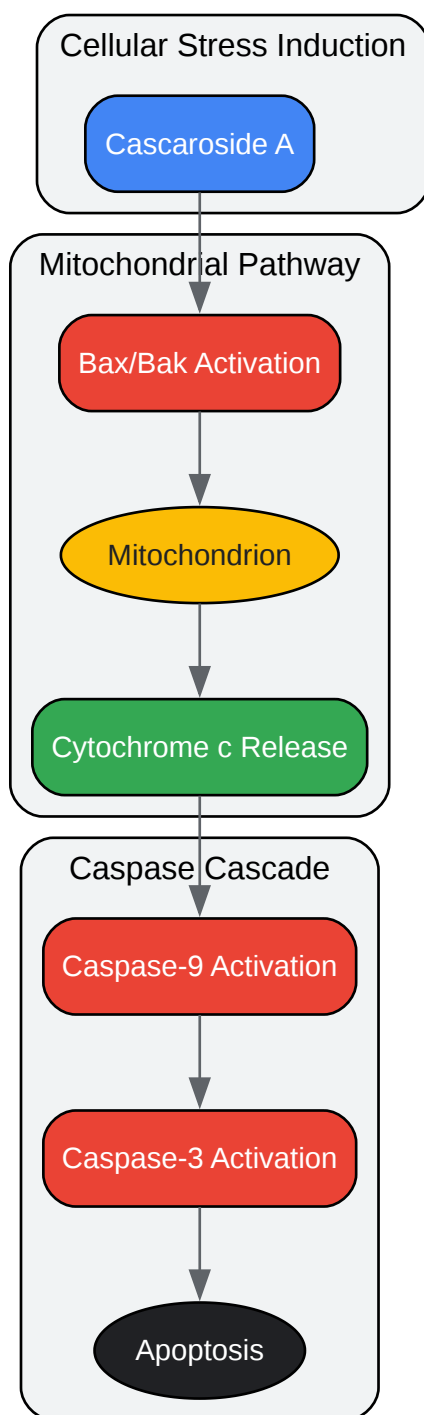 Cellular Stress Induction
Cascaroside A
Mitochondrial Pathway
Bax/Bak Activation
Mitochondrion
Cytochrome c Release
Caspase Cascade
Caspase-9 Activation
Caspase-3 Activation
Apoptosis